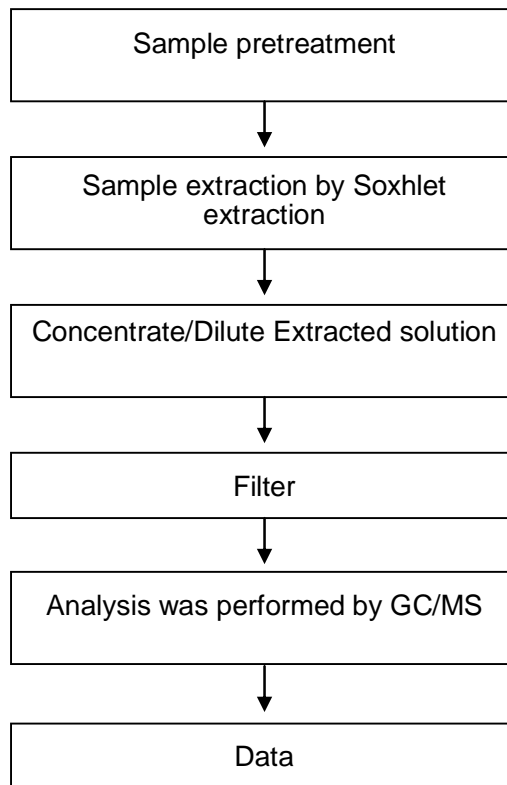 Sample pretreatment
Sample extraction by Soxhlet
extraction
Concentrate/Dilute Extracted solution
Filter
Analysis was performed by GC/MS
Data